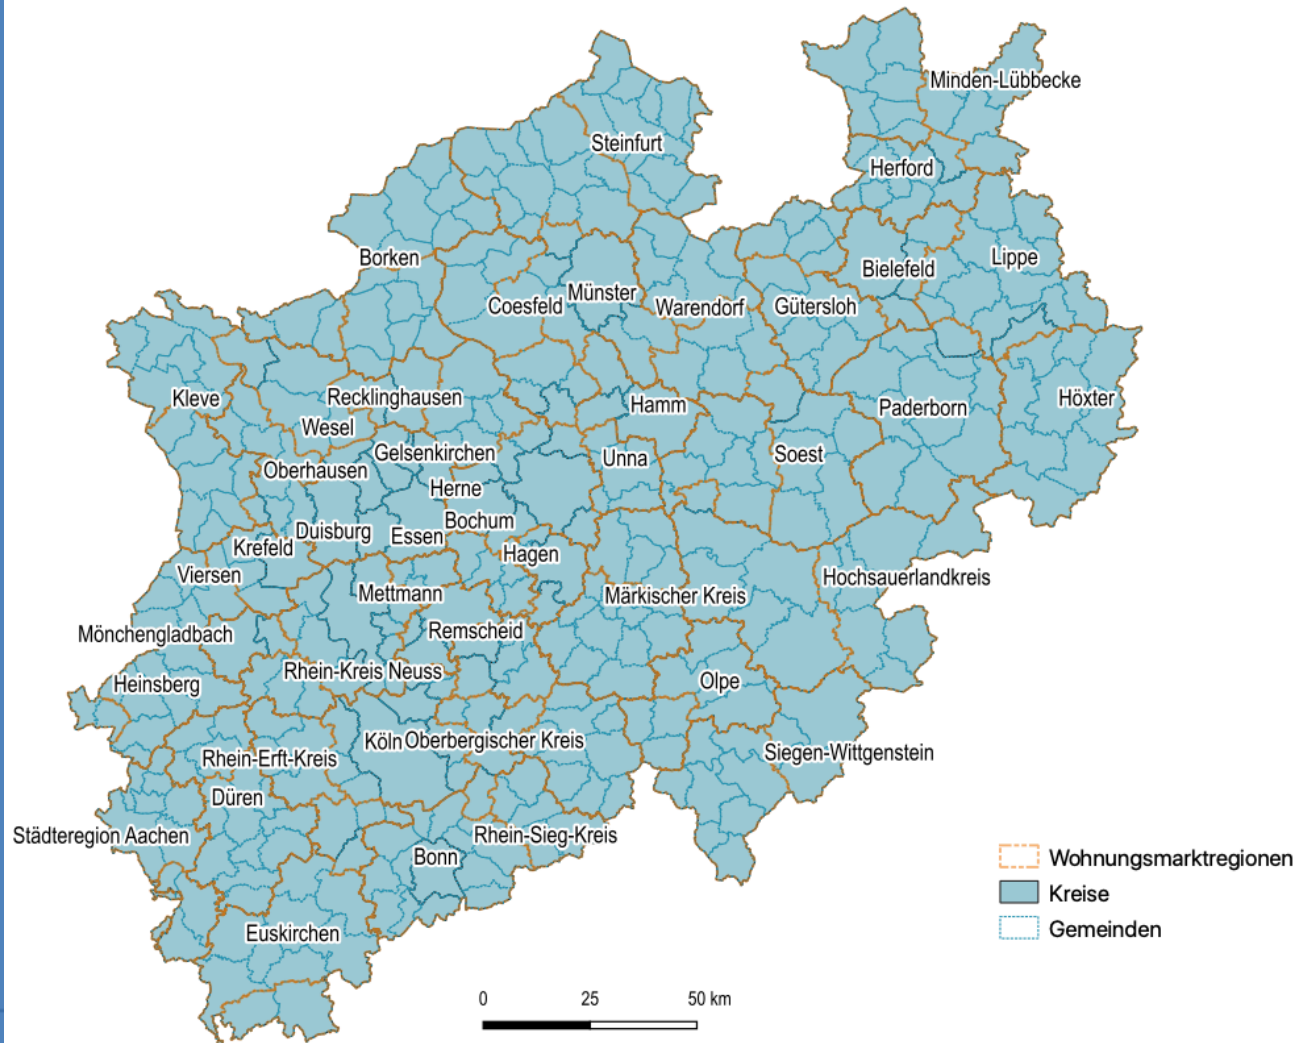 Minden-Lübbecke
Steinfurt
Herford
Borken
Lippe
Bielefeld
Münster
Coesfeld
Warendorf
Gütersloh
Kleve
Recklinghausen
Hamm
Paderborn
Höxter
Wesel
Gelsenkirchen
Unna
Soest
Oberhausen
Herne
Bochum
Duisburg
Essen
Krefeld
Hagen
Viersen
Hochsauerlandkreis
Mettmann
Märkischer Kreis
Mönchengladbach
Remscheid
Rhein-Kreis Neuss
Heinsberg
Olpe
Köln
Oberbergischer Kreis
Rhein-Erft-Kreis
Siegen-Wittgenstein
Düren
Städteregion Aachen
Rhein-Sieg-Kreis
Bonn
Euskirchen
Wohnungsmarktregionen
Kreise
Gemeinden
0 25 50 km